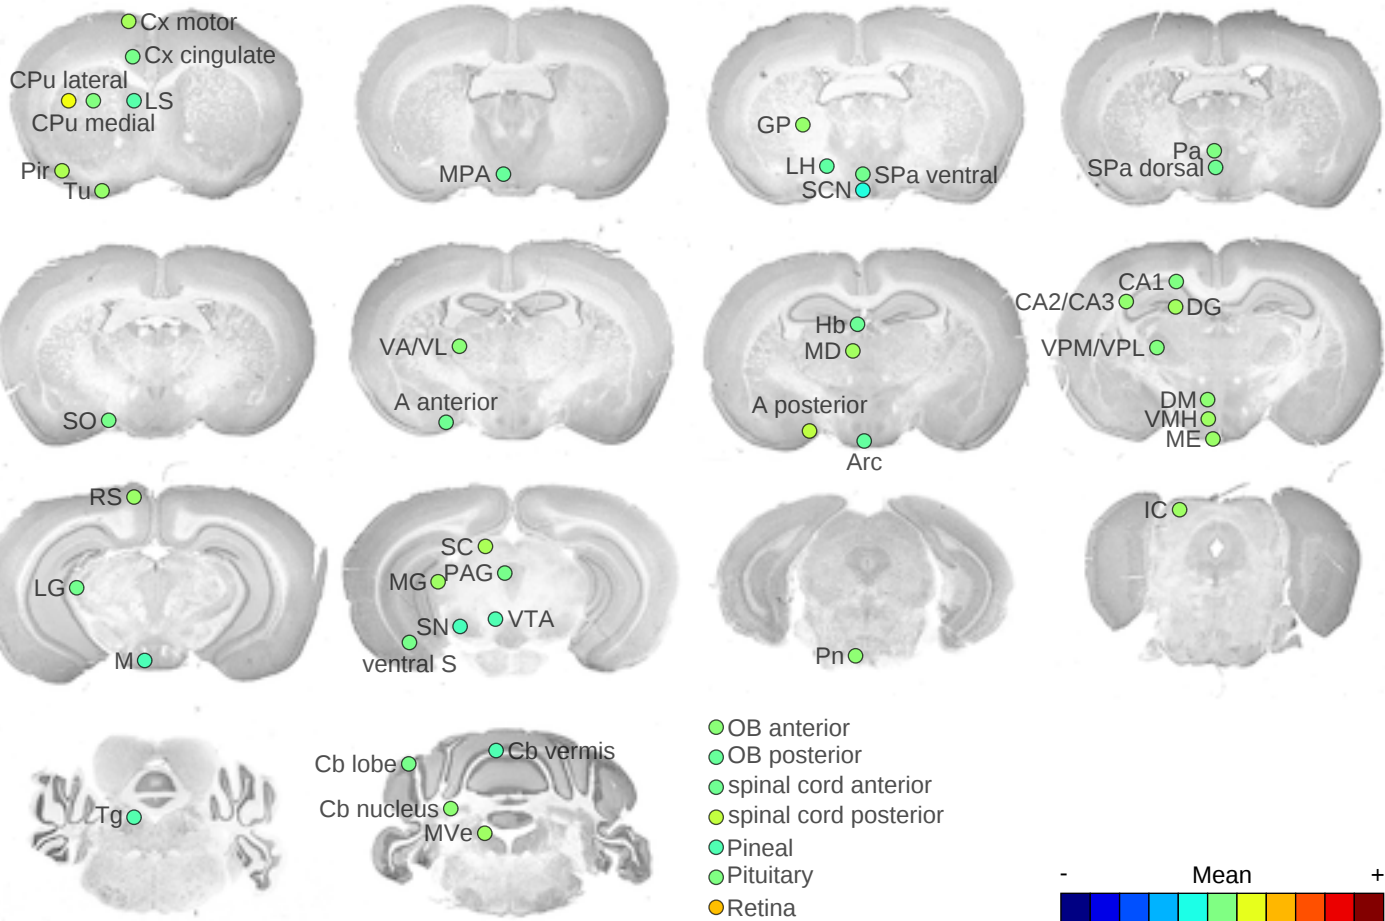 Cx motor
Cx cingulate
CPu lateral
LS
CPu medial
Pir
Tu
MPA
GP
LH
SPa ventral
SCN
Pa
SPa dorsal
SO
VA/VL
A anterior
Hb
MD
A posterior
Arc
CA1
CA2/CA3
DG
VPM/VPL
DM
VMH
ME
RS
LG
M
SC
MG
PAG
SN
VTA
ventral S
Pn
IC
Tg
Cb lobe
Cb vermis
Cb nucleus
MVe
OB anterior
OB posterior
spinal cord anterior
spinal cord posterior
Pineal
Pituitary
Retina
- Mean +